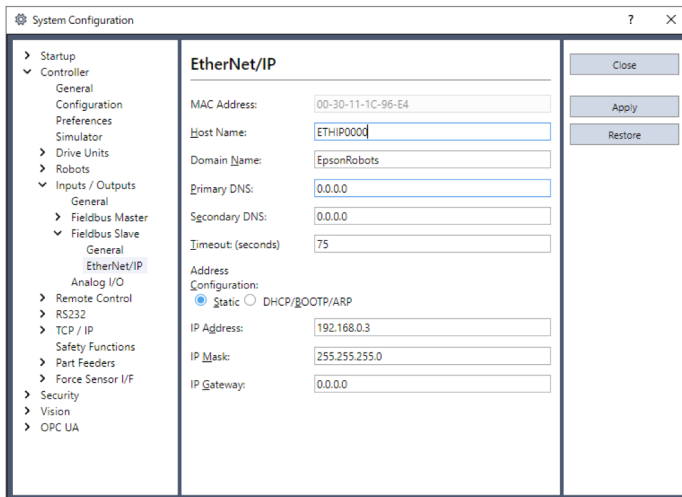 System Configuration
?
Startup
Controller
General
Configuration
Preferences
Simulator
Drive Units
Robots
Inputs / Outputs
General
Fieldbus Master
Fieldbus Slave
General
EtherNet/IP
Analog I/O
Remote Control
RS232
TCP / IP
Safety Functions
Part Feeders
Force Sensor I/F
Security
Vision
OPC UA
EtherNet/IP
MAC Address: 00-30-11-1C-96-E4
Host Name: ETHIP0000
Domain Name: EpsonRobots
Primary DNS: 0.0.0.0
Secondary DNS: 0.0.0.0
Timeout: (seconds) 75
Address
Configuration:
Static DHCP/BOOTP/ARP
IP Address: 192.168.0.3
IP Mask: 255.255.255.0
IP Gateway: 0.0.0.0
Close
Apply
Restore